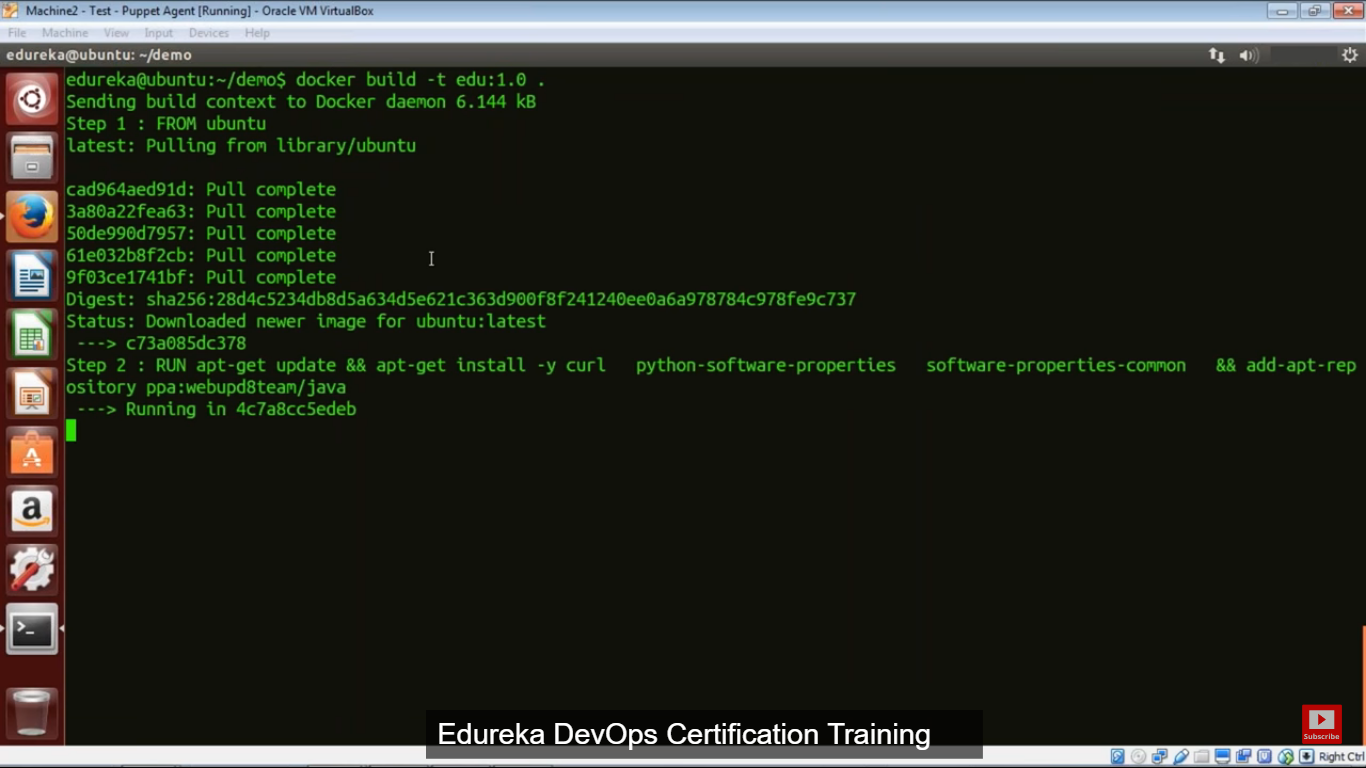 Machine2 - Test - Puppet Agent [Running] - Oracle VM VirtualBox
File Machine View Input Devices Help
edureka@ubuntu: ~/demo
edureka@ubuntu:~/demo$ docker build -t edu:1.0 .
Sending build context to Docker daemon 6.144 kB
Step 1 : FROM ubuntu
latest: Pulling from library/ubuntu
cad964aed91d: Pull complete
3a80a22fea63: Pull complete
50de990d7957: Pull complete
61e032b8f2cb: Pull complete
9f03ce1741bf: Pull complete
Digest: sha256:28d4c5234db8d5a634d5e621c363d900f8f241240ee0a6a978784c978fe9c737
Status: Downloaded newer image for ubuntu:latest
---> c73a085dc378
Step 2 : RUN apt-get update && apt-get install -y curl python-software-properties software-properties-common && add-apt-rep
ository ppa:webupd8team/java
---> Running in 4c7a8cc5edeb
Edureka DevOps Certification Training
Subscribe
Right Ctrl